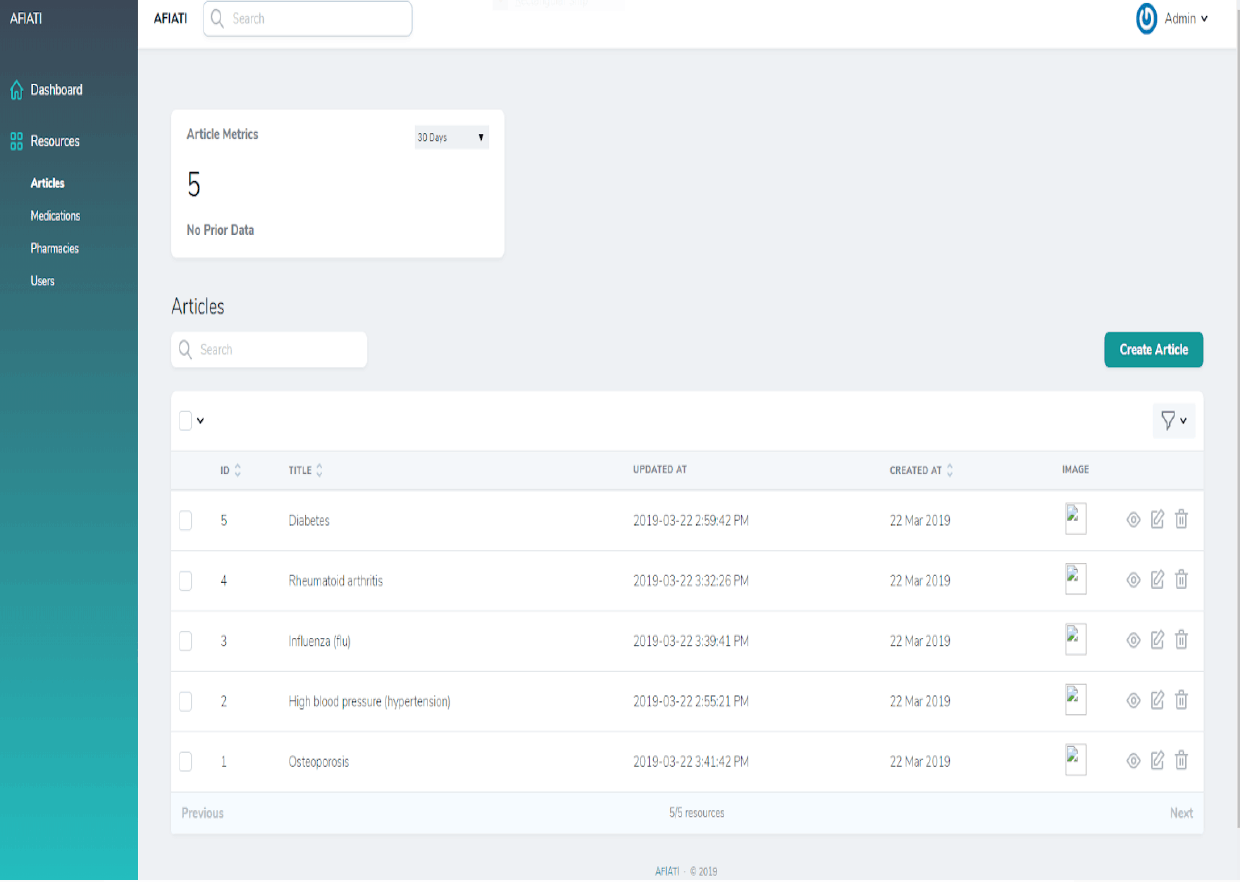 AFIATI
AFIATI
Search
Admin
Dashboard
Resources
Articles
Medications
Pharmacies
Users
Article Metrics
30 Days
5
No Prior Data
Articles
Search
Create Article
ID TITLE UPDATED AT CREATED AT IMAGE
5 Diabetes 2019-03-22 2:59:42 PM 22 Mar 2019
4 Rheumatoid arthritis 2019-03-22 3:32:26 PM 22 Mar 2019
3 Influenza (flu) 2019-03-22 3:39:41 PM 22 Mar 2019
2 High blood pressure (hypertension) 2019-03-22 2:55:21 PM 22 Mar 2019
1 Osteoporosis 2019-03-22 3:41:42 PM 22 Mar 2019
Previous 5/5 resources Next
AFIATI · © 2019